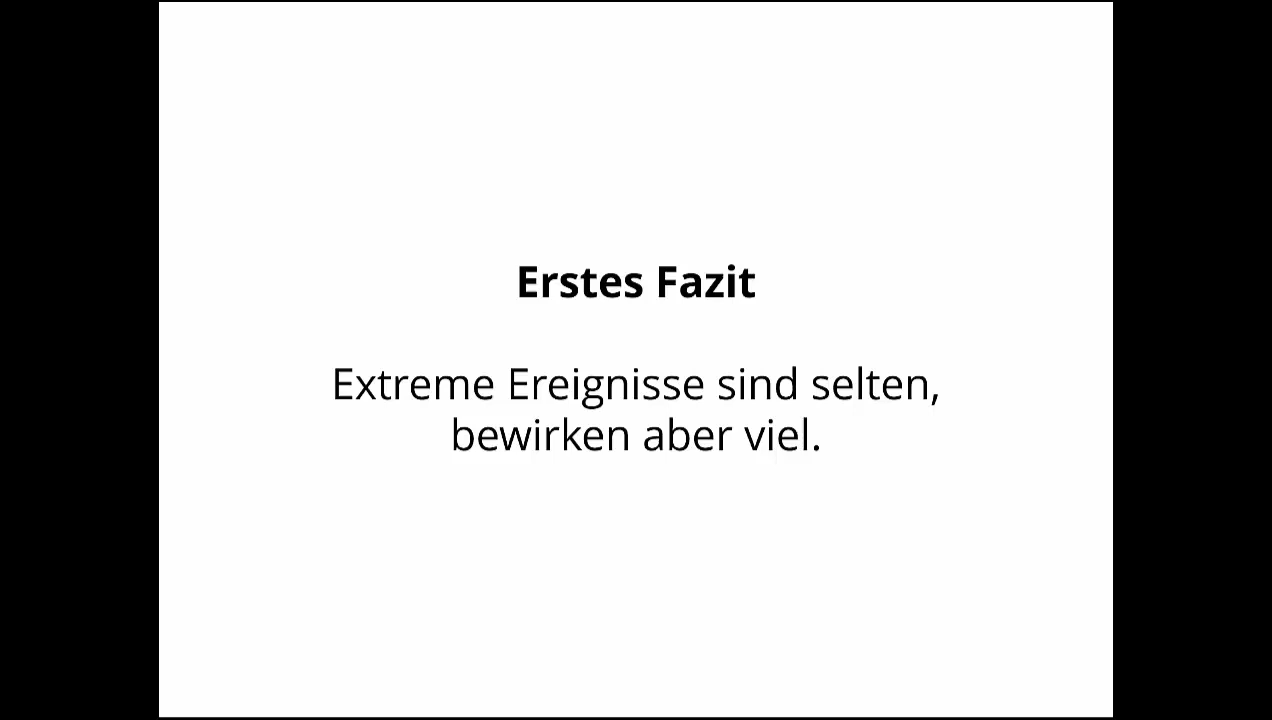 Erstes Fazit
Extreme Ereignisse sind selten,
bewirken aber viel.